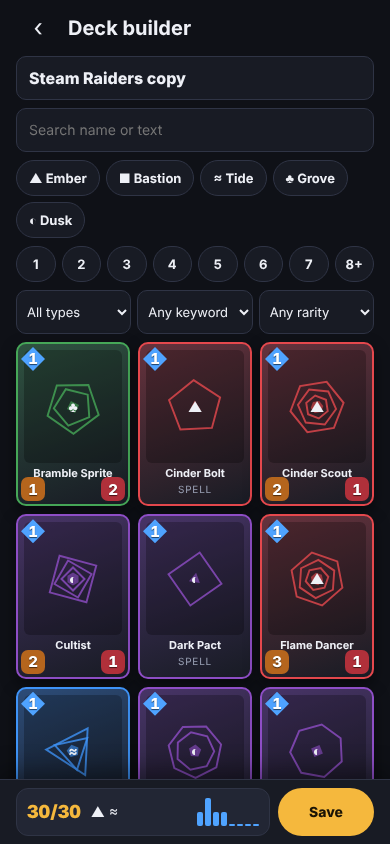 Deck builder
Steam Raiders copy
Search name or text
Ember
Bastion
Tide
Grove
Dusk
1 2 3 4 5 6 7 8+
All types
Any keyword
Any rarity
1 1 1
Bramble Sprite
Cinder Bolt
Cinder Scout
1 2
SPELL
2 1
1 1 1
Cultist
Dark Pact
Flame Dancer
2 1
SPELL
3 1
1 1 1
30/30
Save